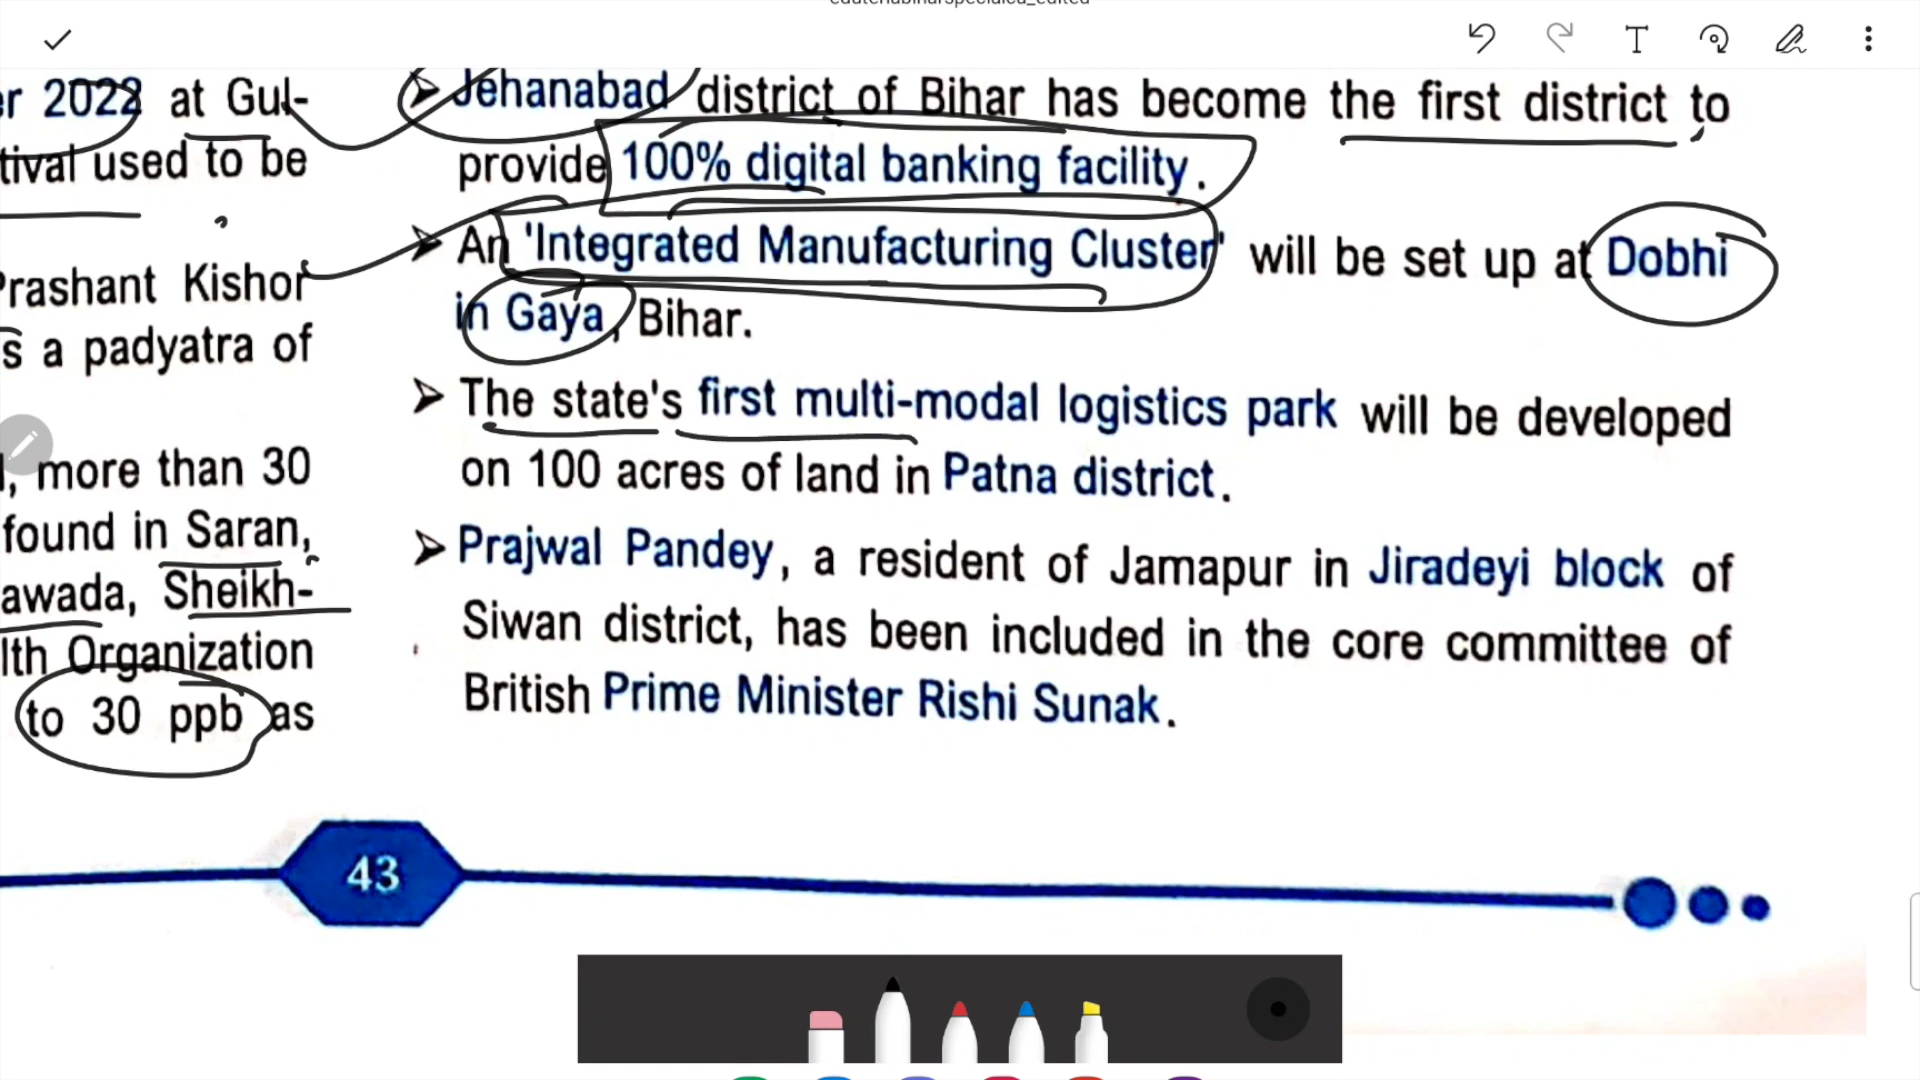 er 2022 at Gul-
tival used to be
Prashant Kishor
s a padyatra of
, more than 30
found in Saran,
awada, Sheikh-
lth Organization
to 30 ppb as
Jehanabad district of Bihar has become the first district to
provide 100% digital banking facility.
An 'Integrated Manufacturing Cluster' will be set up at Dobhi
in Gaya, Bihar.
The state's first multi-modal logistics park will be developed
on 100 acres of land in Patna district.
Prajwal Pandey, a resident of Jamapur in Jiradeyi block of
Siwan district, has been included in the core committee of
British Prime Minister Rishi Sunak.
43